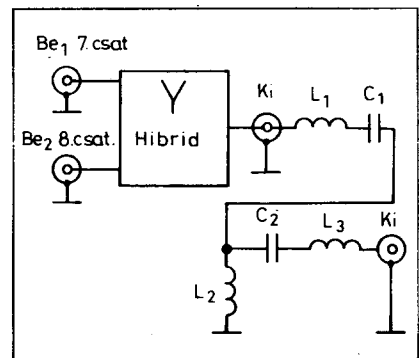 Be₁ 7.csat
Be₂ 8.csat.
Y
Hibrid
Ki
L₁
C₁
C₂
L₃
Ki
L₂